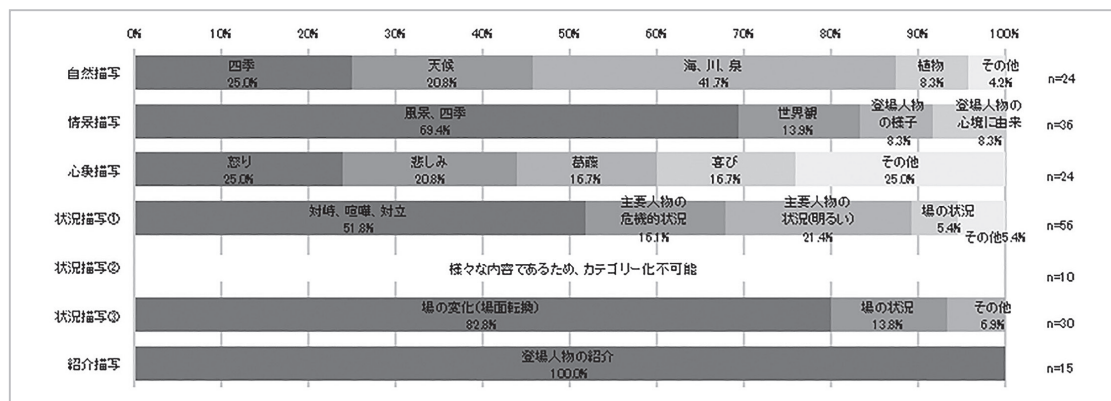 0% 10% 20% 30% 40% 50% 60% 70% 80% 90% 100%
自然描写
四季
25.0%
天候
20.8%
海、川、泉
41.7%
植物
8.3%
その他
4.2%
n=24
情景描写
風景、四季
69.4%
世界観
13.9%
登場人物
の様子
8.3%
登場人物の
心境に由来
8.3%
n=36
心象描写
怒り
25.0%
悲しみ
20.8%
葛藤
16.7%
喜び
16.7%
その他
25.0%
n=24
状況描写①
対峙、喧嘩、対立
51.8%
主要人物の
危機的状況
16.1%
主要人物の
状況(明るい)
21.4%
場の状況
5.4%
その他5.4%
n=56
状況描写②
様々な内容であるため、カテゴリー化不可能
n=10
状況描写③
場の変化(場面転換)
82.8%
場の状況
13.8%
その他
6.9%
n=30
紹介描写
登場人物の紹介
100.0%
n=15